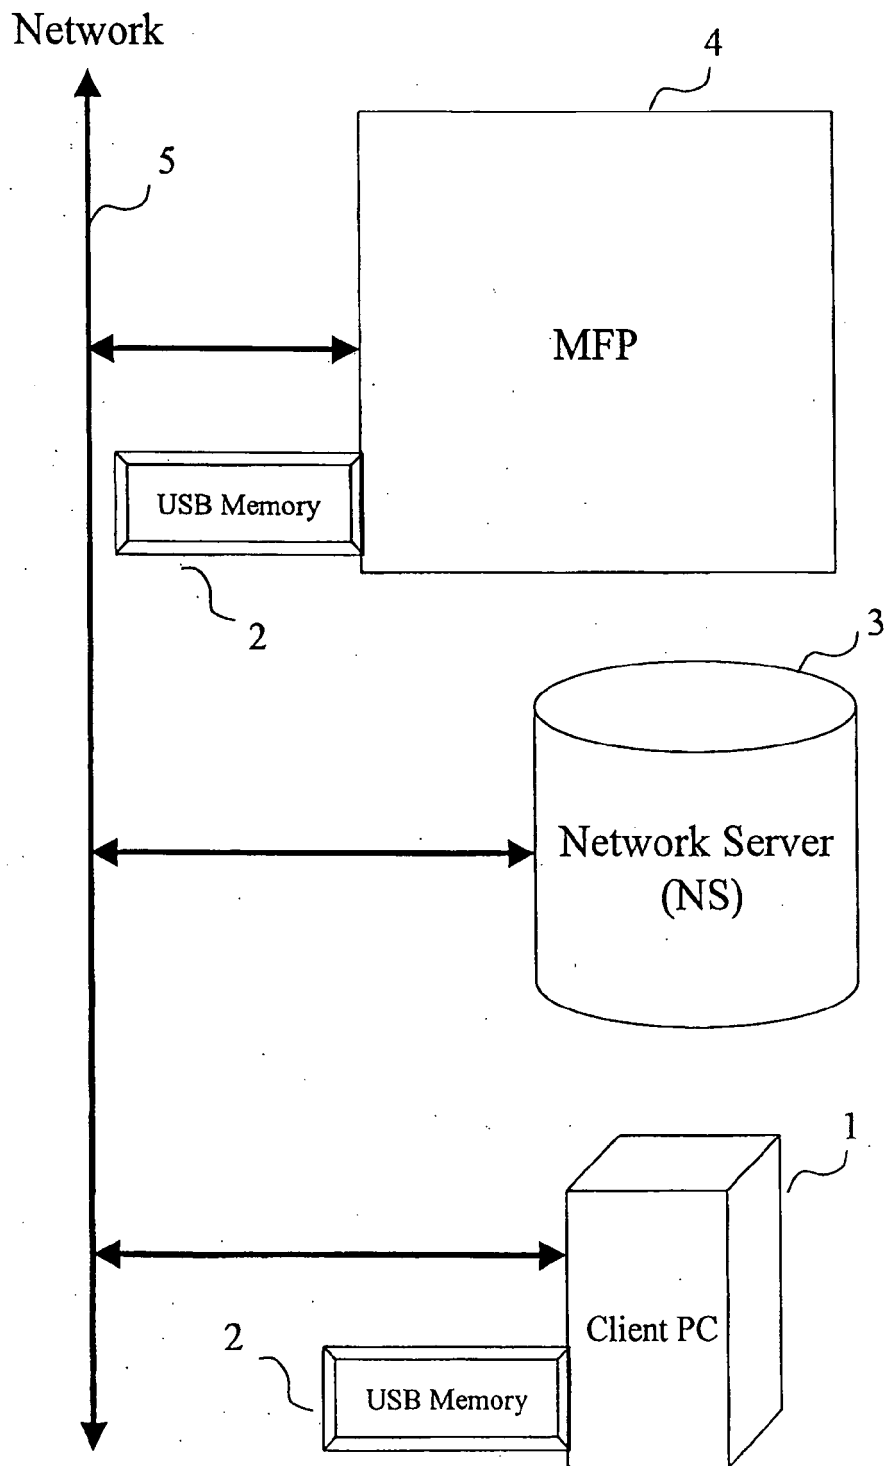 Network
4
5
MFP
USB Memory
2
3
Network Server
(NS)
1
Client PC
2
USB Memory